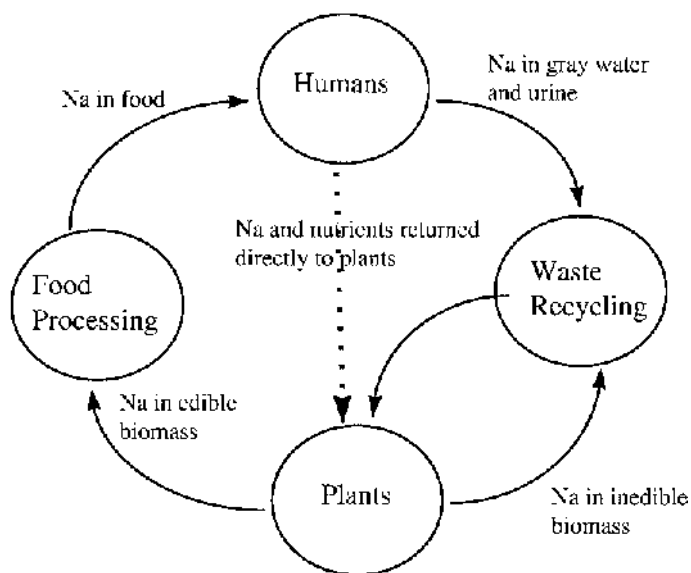 Humans
Na in gray water
and urine
Na in food
Na and nutrients returned
directly to plants
Food
Processing
Waste
Recycling
Na in edible
biomass
Plants
Na in inedible
biomass